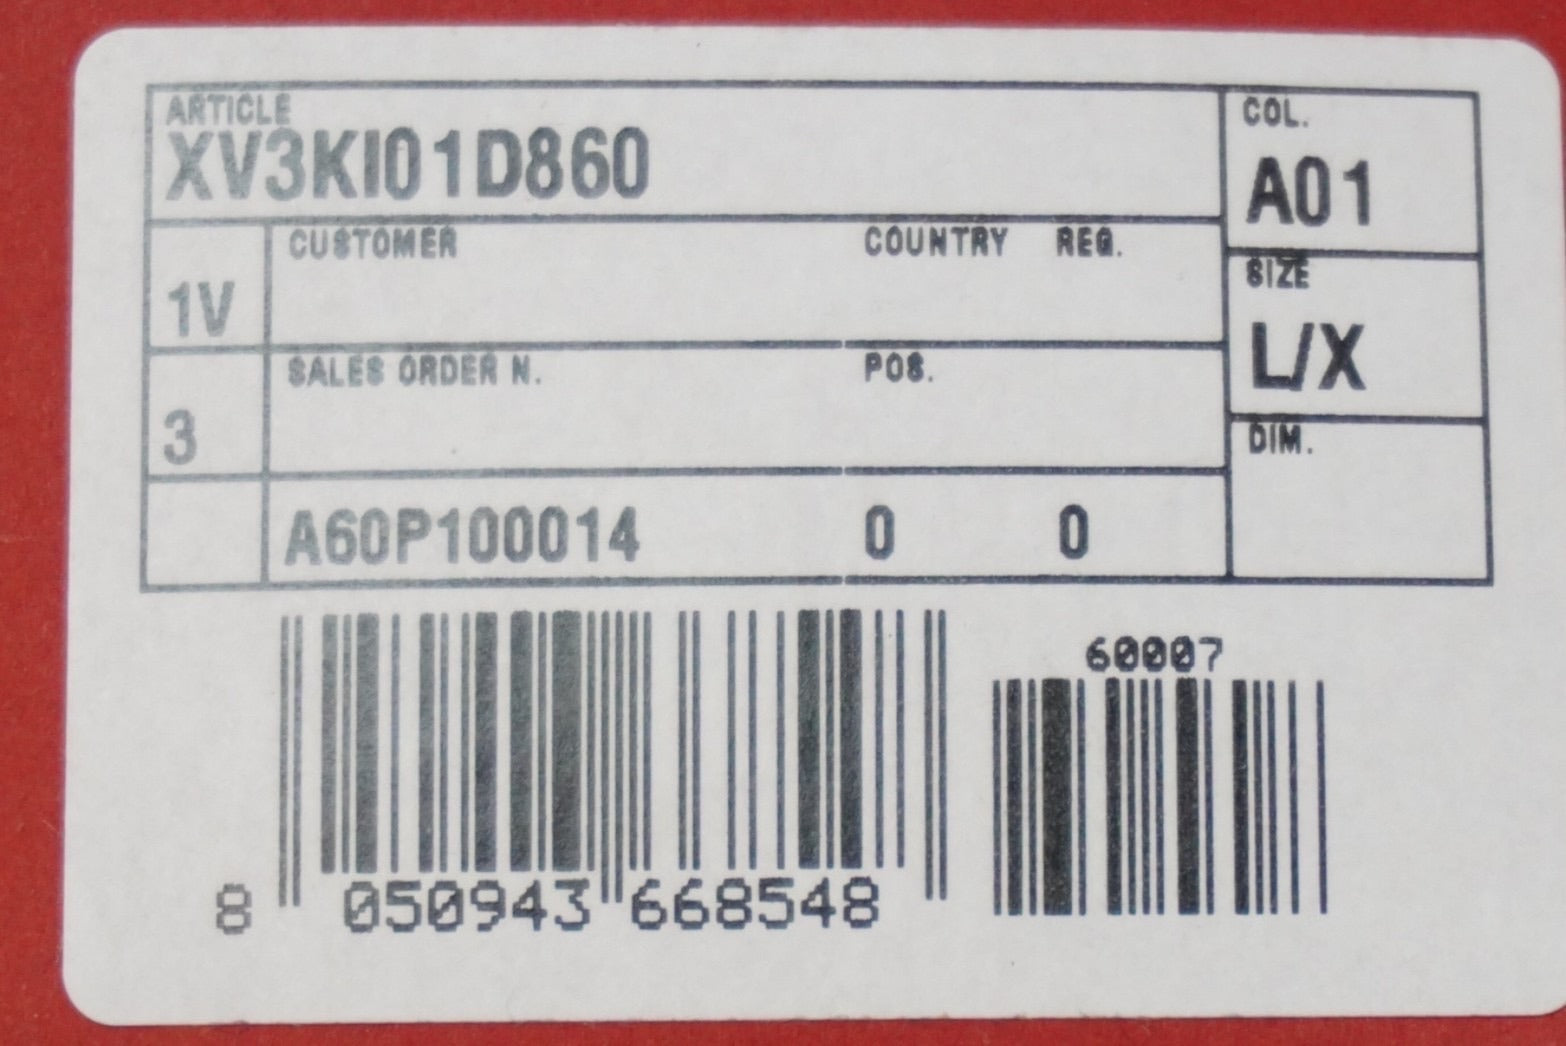 ARTICLE
XV3KI01D860
COL.
A01
1V
CUSTOMER COUNTRY REG.
SIZE
L/X
3
SALES ORDER N. POS.
DIM.
A60P100014 0 0
60007
8 050943 668548